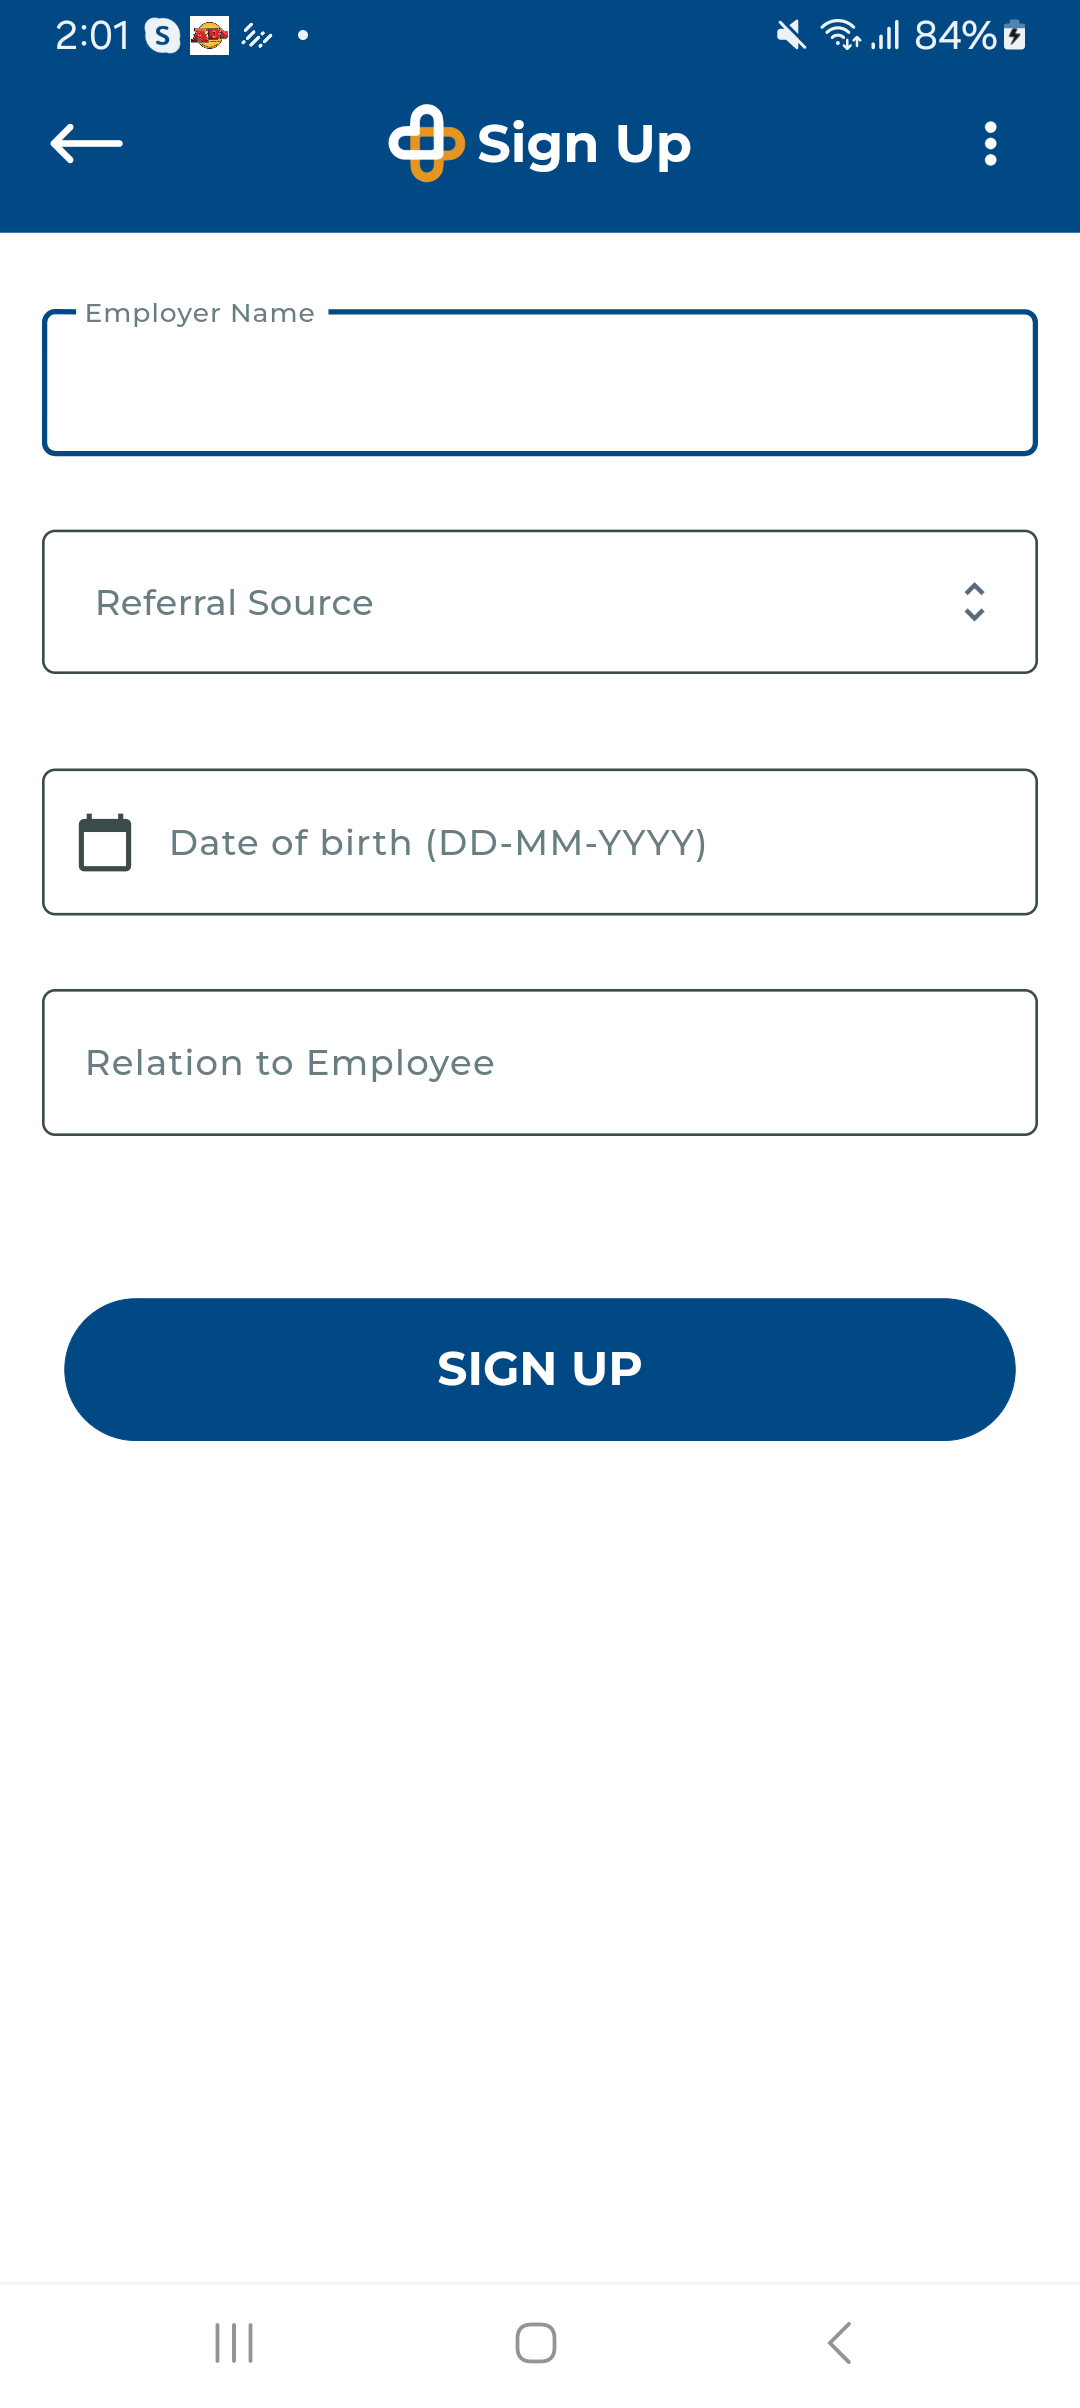 2:01
84%
Sign Up
Employer Name
Referral Source
Date of birth (DD-MM-YYYY)
Relation to Employee
SIGN UP